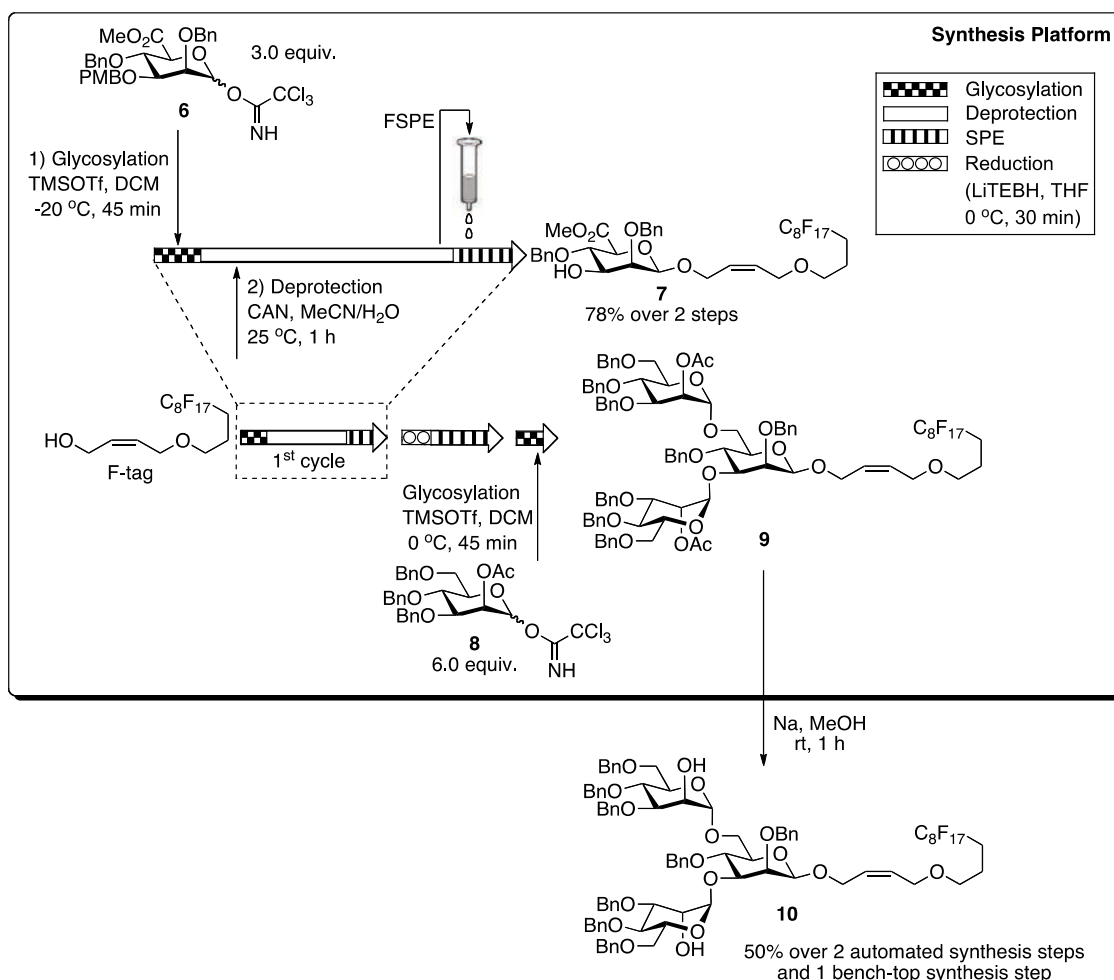 Synthesis Platform
MeO₂C OBn
BnO O
PMBO
O CCl₃
6 NH
3.0 equiv.
Glycosylation
Deprotection
SPE
Reduction
(LiTEBH, THF
0 °C, 30 min)
FSPE
1) Glycosylation
TMSOTf, DCM
-20 °C, 45 min
2) Deprotection
CAN, MeCN/H₂O
25 °C, 1 h
C₈F₁₇
MeO₂C OBn
BnO O
HO O O
7
78% over 2 steps
C₈F₁₇
HO O
F-tag
1ˢᵗ cycle
Glycosylation
TMSOTf, DCM
0 °C, 45 min
BnO OAc
BnO O
BnO
O CCl₃
8 NH
6.0 equiv.
BnO OAc
BnO O
BnO
O OBn
C₈F₁₇
BnO O O O
O
BnO
BnO O
BnO OAc
9
Na, MeOH
rt, 1 h
BnO OH
BnO O
BnO
O OBn
C₈F₁₇
BnO O O O
O
BnO
BnO O
BnO HO
10
50% over 2 automated synthesis steps
and 1 bench-top synthesis step